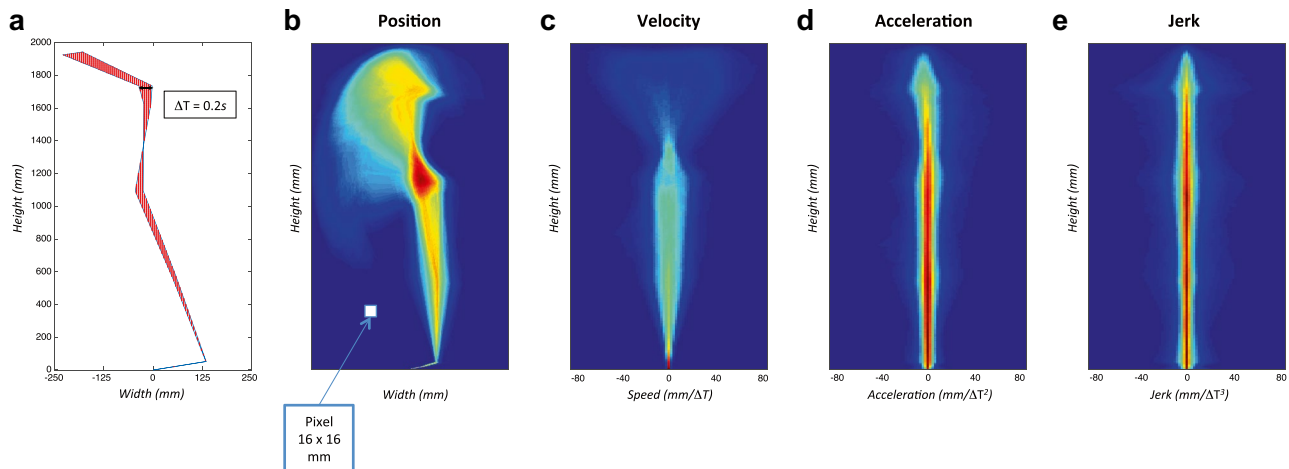 a
b
Position
c
Velocity
d
Acceleration
e
Jerk
2000
1800
1600
1400
1200
1000
800
600
400
200
0
Height (mm)
ΔT = 0.2s
-250
-125
0
125
250
Width (mm)
Height (mm)
Width (mm)
Pixel
16 x 16
mm
Height (mm)
-80
-40
0
40
80
Speed (mm/ΔT)
Height (mm)
-80
-40
0
40
80
Acceleration (mm/ΔT²)
Height (mm)
-80
-40
0
40
80
Jerk (mm/ΔT³)